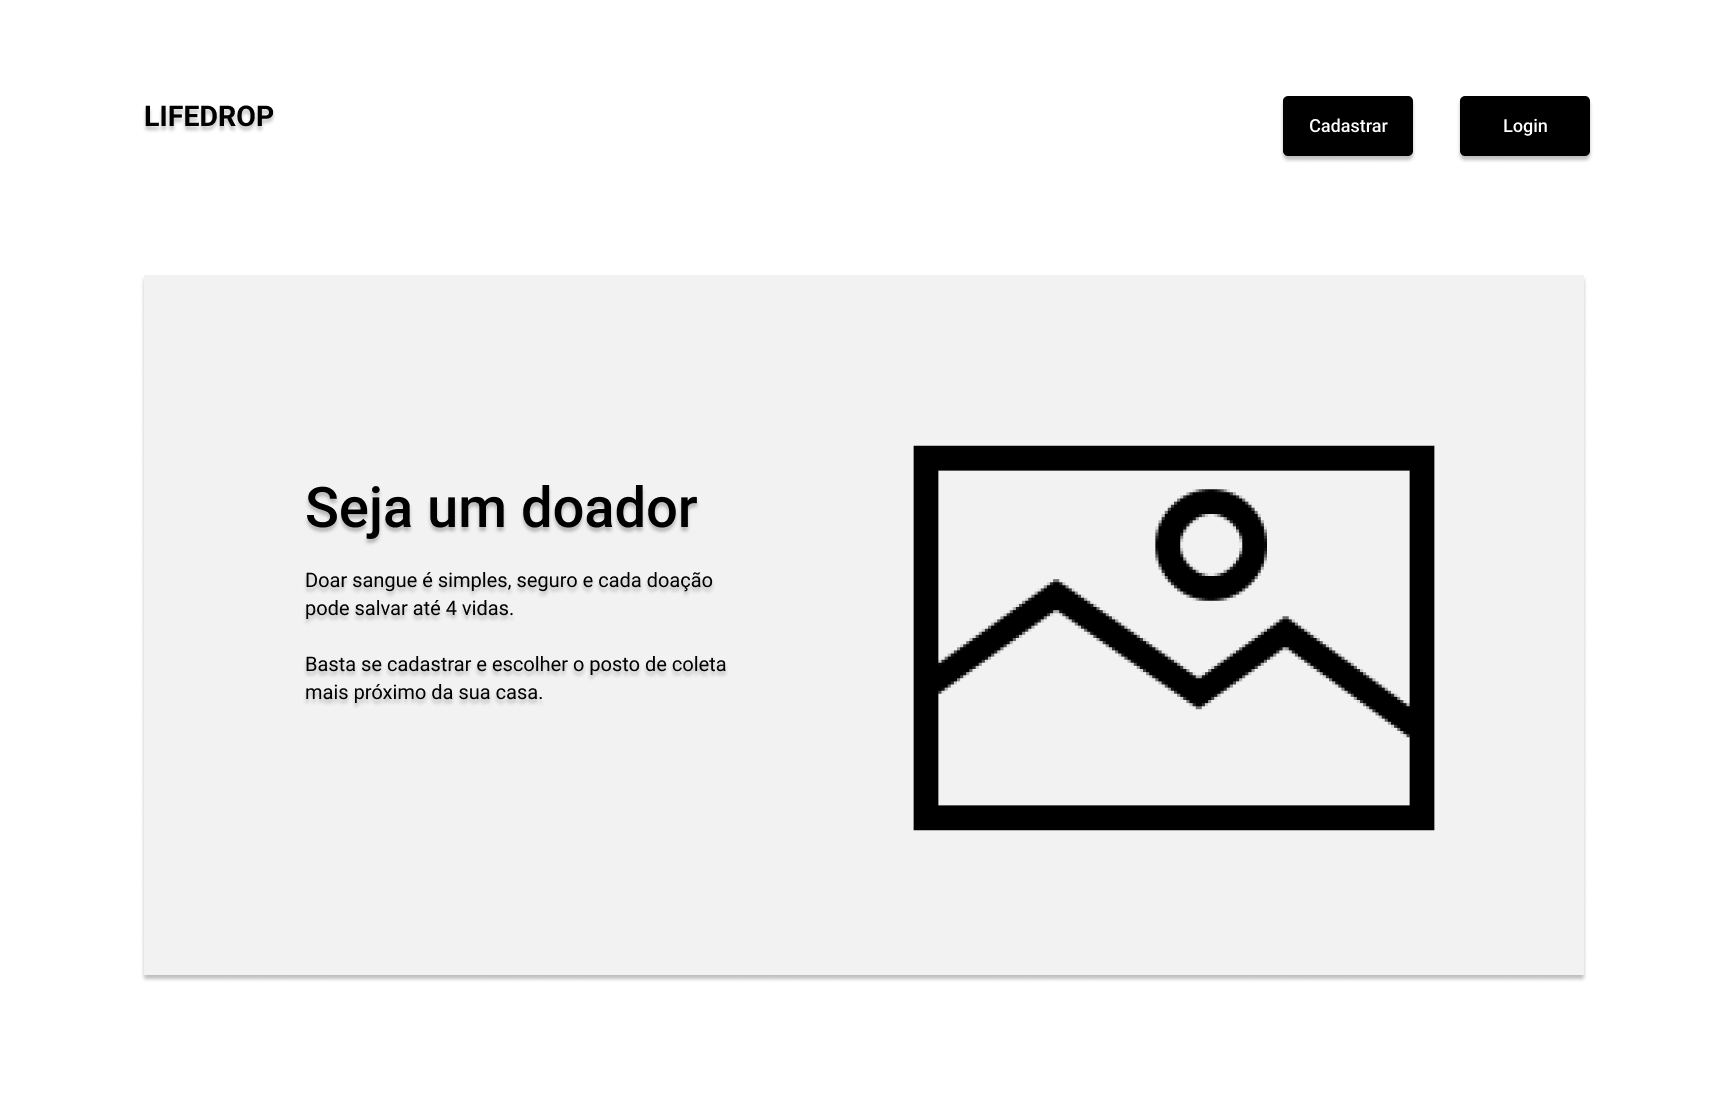 LIFEDROP
Cadastrar
Login
Seja um doador
Doar sangue é simples, seguro e cada doação
pode salvar até 4 vidas.
Basta se cadastrar e escolher o posto de coleta
mais próximo da sua casa.